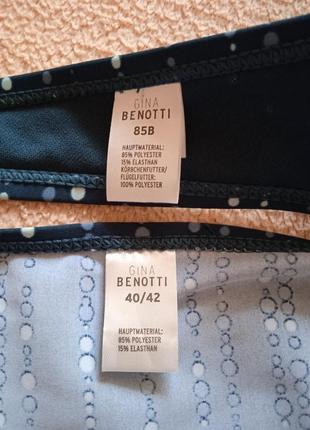 GINA
BENOTTI
85B
HAUPTMATERIAL:
85% POLYESTER
15% ELASTHAN
KÖRBCHENFUTTER/
FLÜGELFUTTER:
100% POLYESTER
GINA
BENOTTI
40/42
HAUPTMATERIAL:
85% POLYESTER
15% ELASTHAN